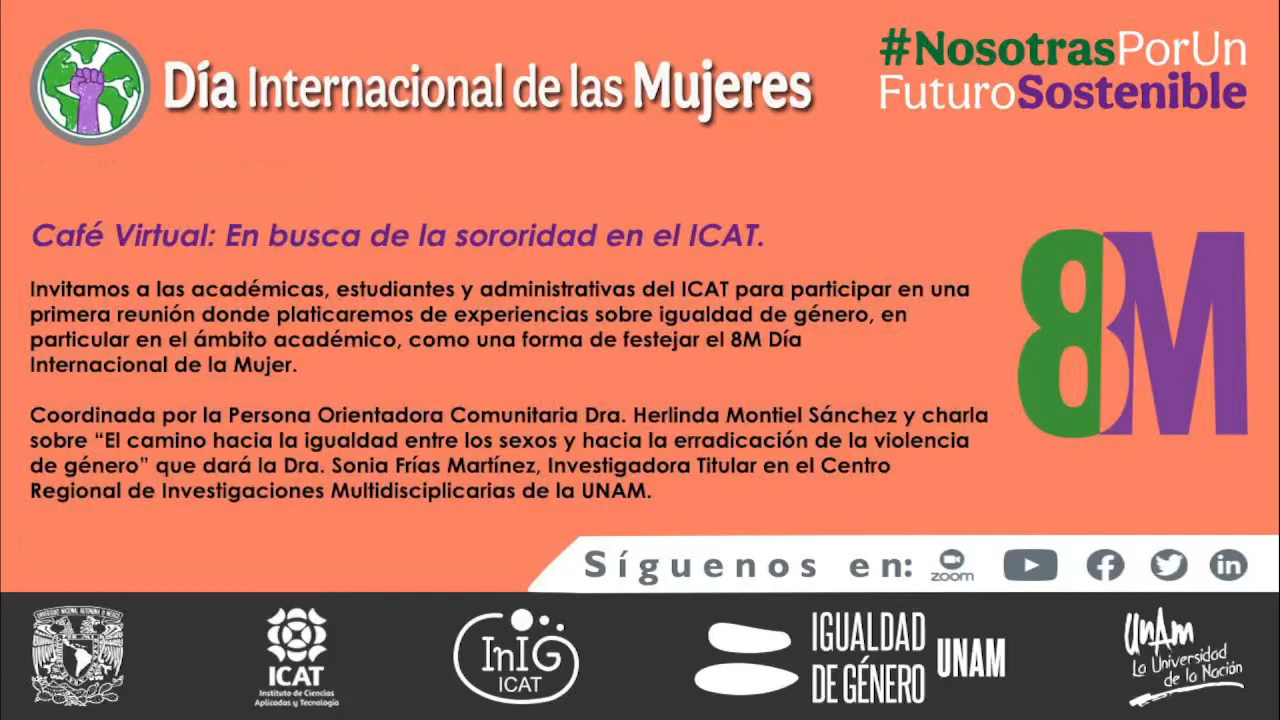 Día Internacional de las Mujeres
#NosotrasPorUn
FuturoSostenible
Café Virtual: En busca de la sororidad en el ICAT.
Invitamos a las académicas, estudiantes y administrativas del ICAT para participar en una
primera reunión donde platicaremos de experiencias sobre igualdad de género, en
particular en el ámbito académico, como una forma de festejar el 8M Día
Internacional de la Mujer.
Coordinada por la Persona Orientadora Comunitaria Dra. Herlinda Montiel Sánchez y charla
sobre “El camino hacia la igualdad entre los sexos y hacia la erradicación de la violencia
de género” que dará la Dra. Sonia Frías Martínez, Investigadora Titular en el Centro
Regional de Investigaciones Multidisciplicarias de la UNAM.
8M
Síguenos en:
zoom
in
UNIVERSIDAD NACIONAL AUTONOMA DE MEXICO
ICAT
Instituto de Ciencias
Aplicadas y Tecnología
InIG
ICAT
IGUALDAD
DE GÉNERO
UNAM
UNAM
La Universidad
de la Nación